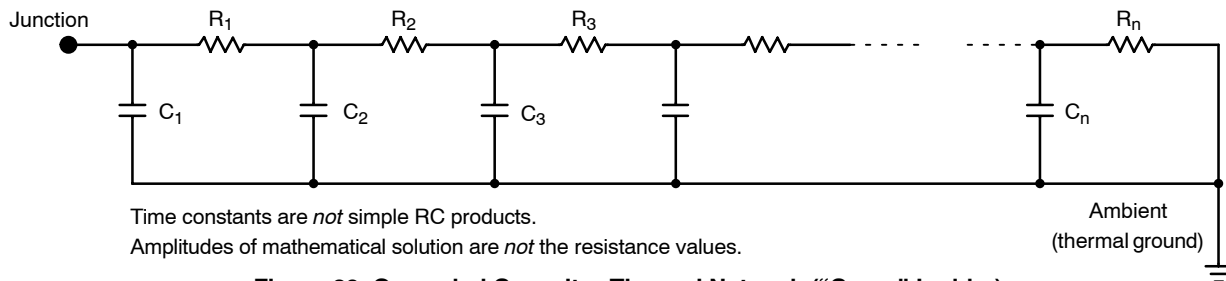 Junction
R1
R2
R3
Rn
C1
C2
C3
Cn
Time constants are not simple RC products.
Amplitudes of mathematical solution are not the resistance values.
Ambient
(thermal ground)